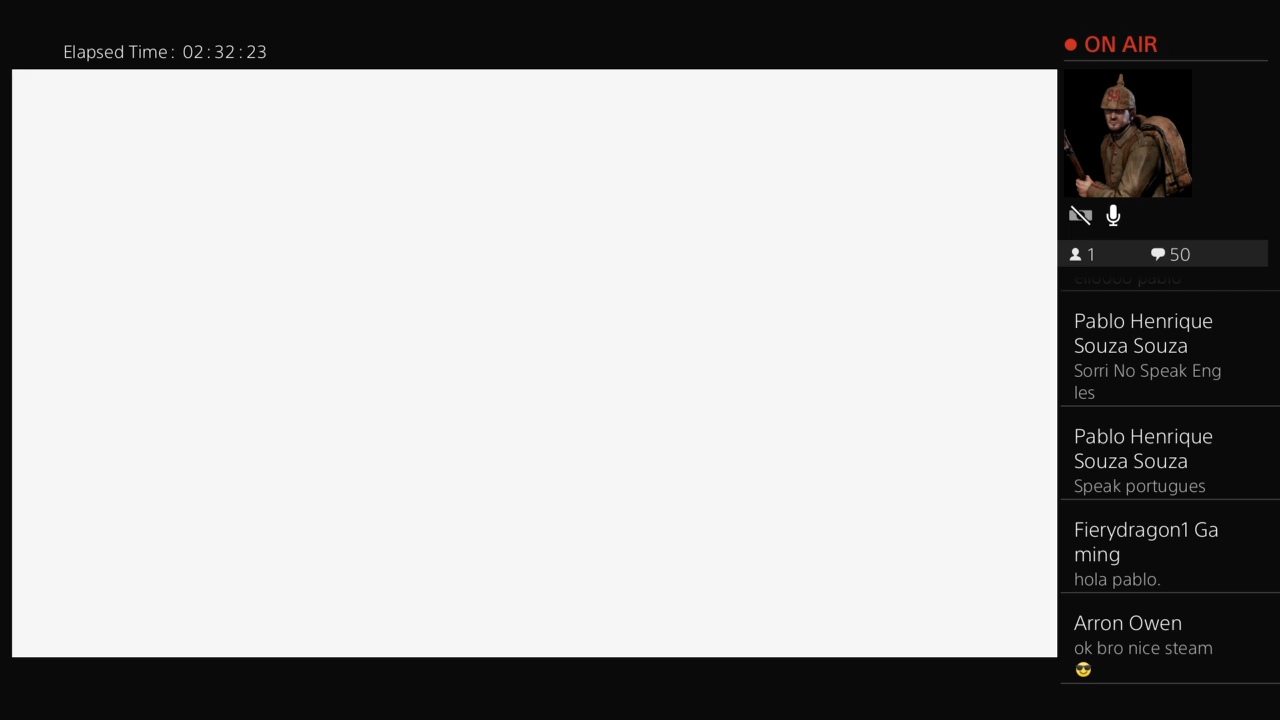 Elapsed Time: 02:32:23
ON AIR
1
50
pablo
Pablo Henrique
Souza Souza
Sorri No Speak Eng
les
Pablo Henrique
Souza Souza
Speak portugues
Fierydragon1 Ga
ming
hola pablo.
Arron Owen
ok bro nice steam
😎